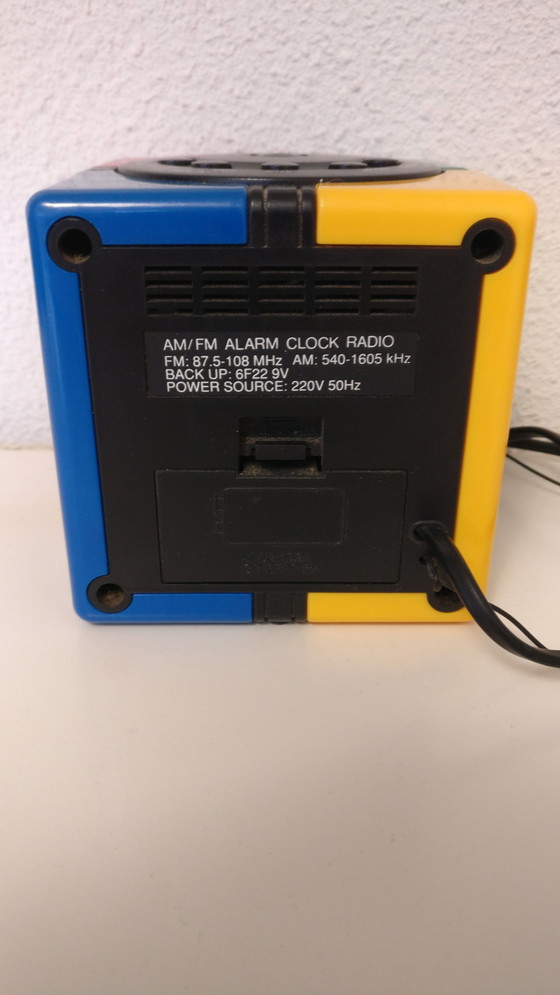 AM/FM ALARM CLOCK RADIO
FM: 87.5-108 MHz AM: 540-1605 kHz
BACK UP: 6F22 9V
POWER SOURCE: 220V 50Hz